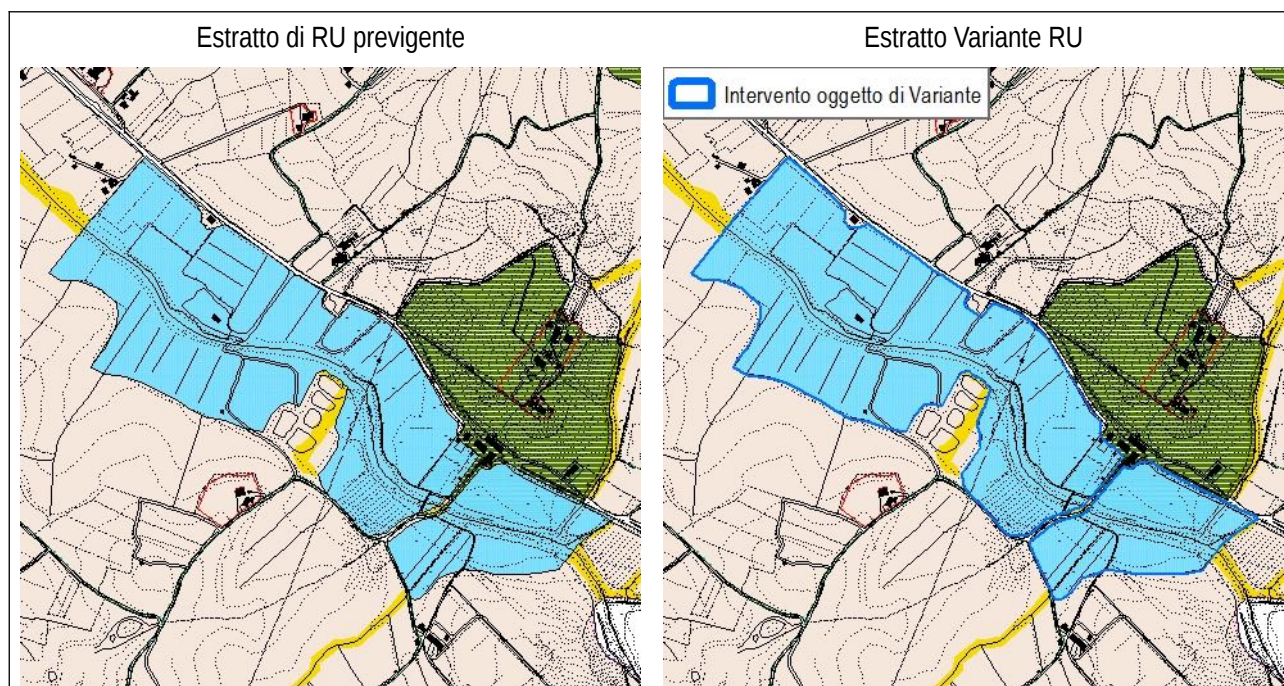 Estratto di RU previgente
Estratto Variante RU
Intervento oggetto di Variante